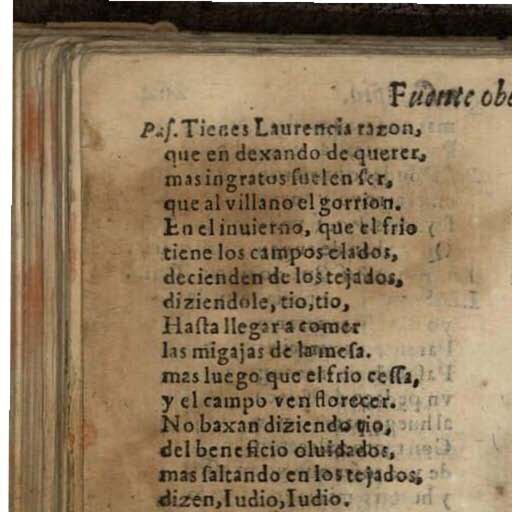 Fuente obe
Pas. Tienes Laurencia razon,
que en dexando de querer,
mas ingratos suelen ser,
que al villano el gorrion.
En el inuierno, que el frio
tiene los campos elados,
decienden de los tejados,
diziendole, tio, tio,
Hasta llegar a comer
las migajas de la mesa.
mas luego que el frio cessa,
y el campo ven florecer.
No baxan diziendo tio,
del beneficio oluidados,
mas saltando en los tejados,
dizen, Iudio, Iudio.